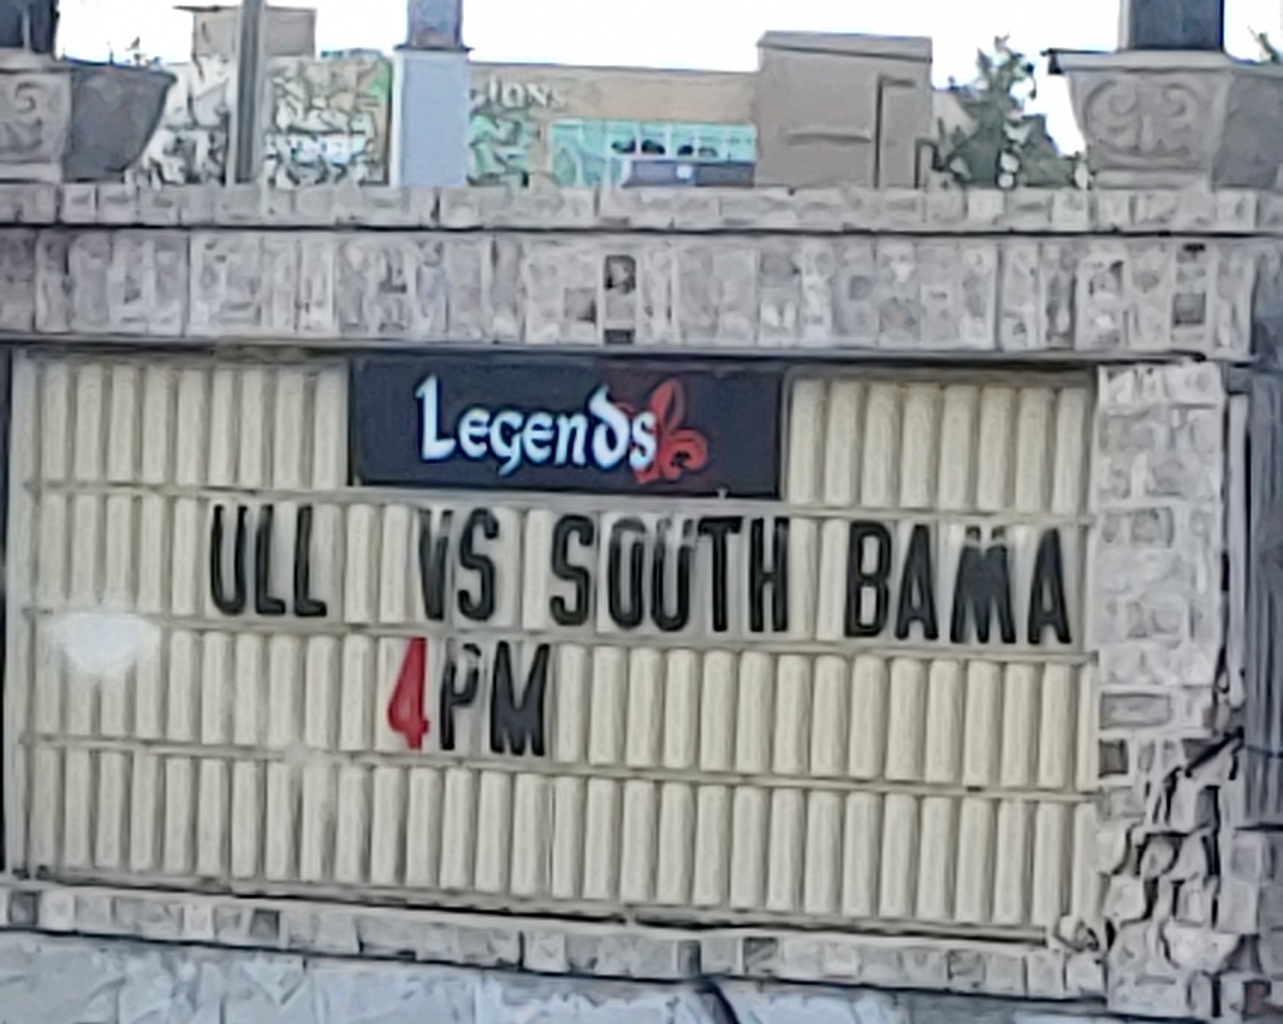 Legends
ULL VS SOUTH BAMA
4PM